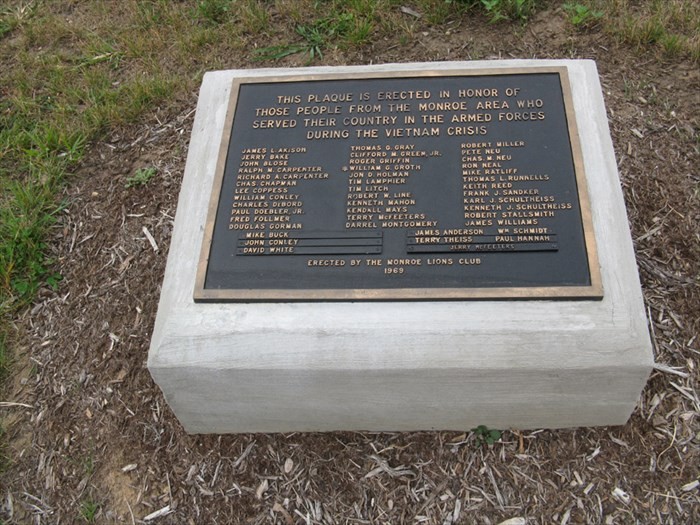 THIS PLAQUE IS ERECTED IN HONOR OF
THOSE PEOPLE FROM THE MONROE AREA WHO
SERVED THEIR COUNTRY IN THE ARMED FORCES
DURING THE VIETNAM CRISIS
JAMES L. AKISON
JERRY BAKE
JOHN BLOSE
RALPH M. CARPENTER
RICHARD A. CARPENTER
CHAS CHAPMAN
LEE COPPESS
WILLIAM CONLEY
CHARLES DIBORD
PAUL DOEBLER, JR.
FRED FOLLMER
DOUGLAS GORMAN
MIKE BUCK
JOHN CONLEY
DAVID WHITE
THOMAS G. GRAY
CLIFFORD M. GREEN, JR.
ROGER GRIFFIN
WILLIAM G. GROTH
JON D. HOLMAN
TIM LAMPHIER
TIM LITCH
ROBERT W. LINE
KENNETH MAHON
KENDALL MAYS
TERRY McFEETERS
DARREL MONTGOMERY
ROBERT MILLER
PETE NEU
CHAS. M. NEU
RON NEAL
MIKE RATLIFF
THOMAS L. RUNNELLS
KEITH REED
FRANK J. SANDKER
KARL J. SCHULTHEISS
KENNETH J. SCHULTHEISS
ROBERT STALLSMITH
JAMES WILLIAMS
JAMES ANDERSON WM SCHMIDT
TERRY THEISS PAUL HANNAH
JERRY McFEETERS
ERECTED BY THE MONROE LIONS CLUB
1969